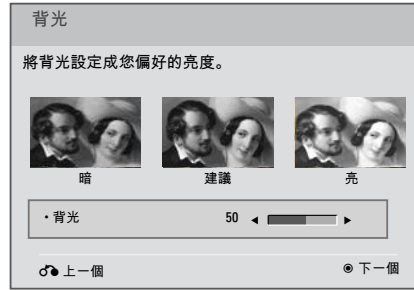 背光
將背光設定成您偏好的亮度。
暗 建議 亮
•背光 50
上一個 下一個